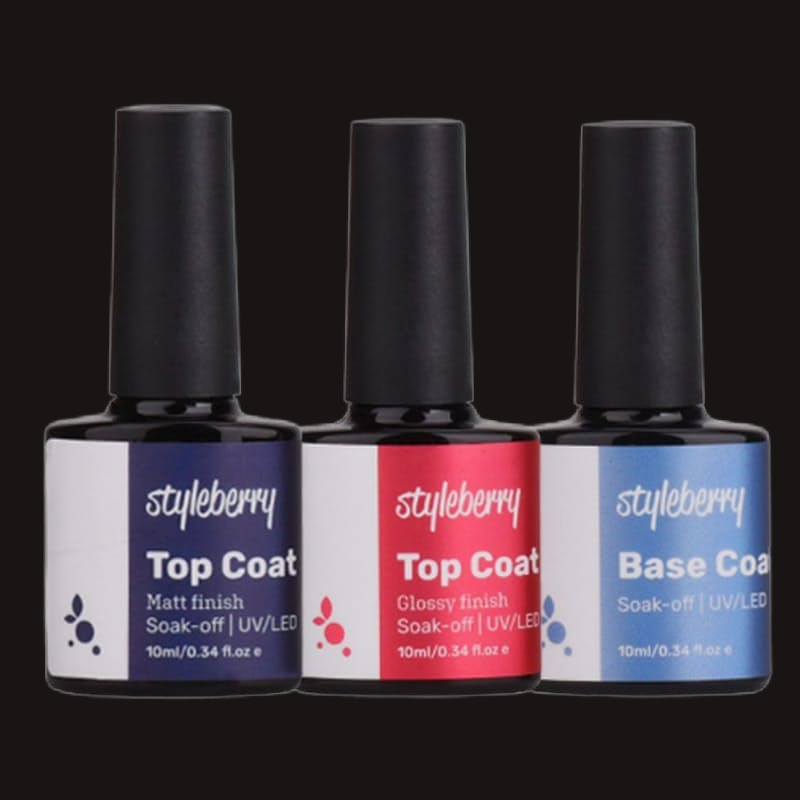 styleberry
Top Coat
Matt finish
Soak-off | UV/LED
10ml/0.34 fl.oz e
styleberry
Top Coat
Glossy finish
Soak-off | UV/LED
10ml/0.34 fl.oz e
styleberry
Base Coa
Soak-off | UV/LED
10ml/0.34 fl.oz e